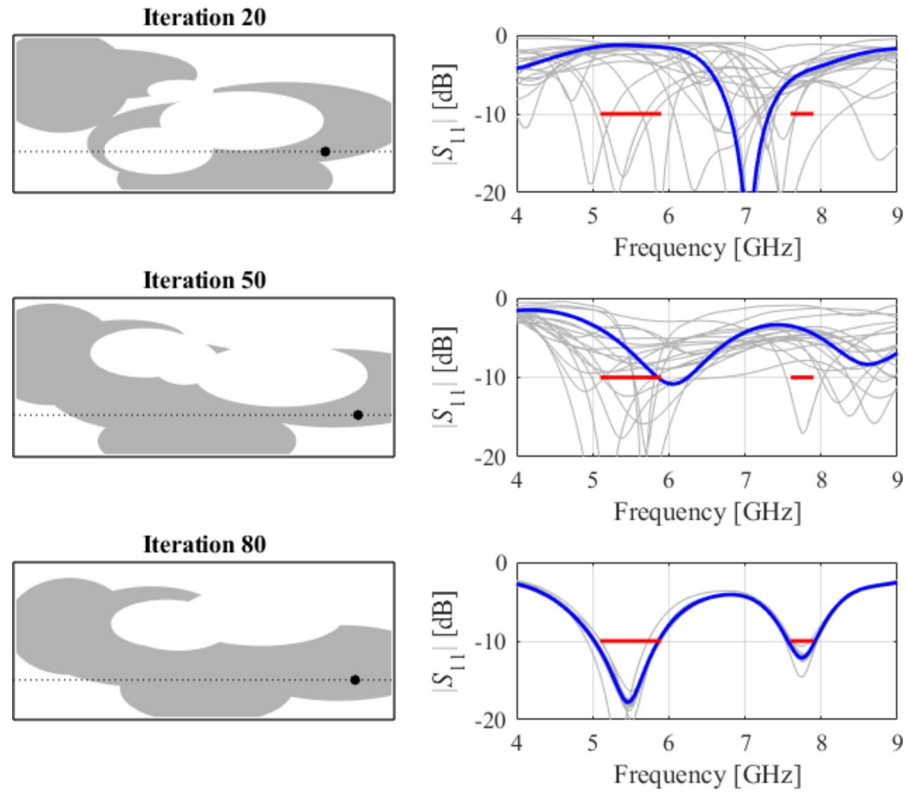 Iteration 20
0
-10
-20
|S₁₁| [dB]
4 5 6 7 8 9
Frequency [GHz]
Iteration 50
0
-10
-20
|S₁₁| [dB]
4 5 6 7 8 9
Frequency [GHz]
Iteration 80
0
-10
-20
|S₁₁| [dB]
4 5 6 7 8 9
Frequency [GHz]